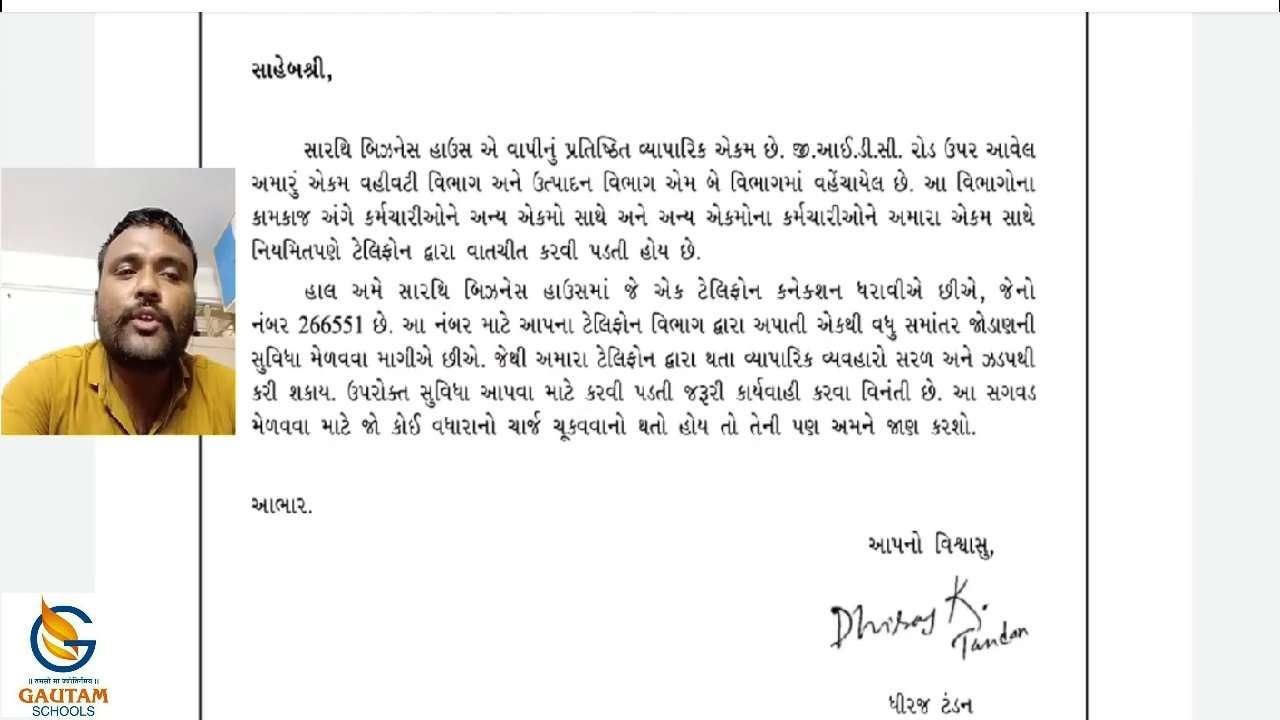 સાહેબશ્રી,
સારથિ બિઝનેસ હાઉસ એ વાપીનું પ્રતિષ્ઠિત વ્યાપારિક એકમ છે. જી.આઈ.ડી.સી. રોડ ઉપર આવેલ
અમારું એકમ વહીવટી વિભાગ અને ઉત્પાદન વિભાગ એમ બે વિભાગમાં વહેંચાયેલ છે. આ વિભાગોના
કામકાજ અંગે કર્મચારીઓને અન્ય એકમો સાથે અને અન્ય એકમોના કર્મચારીઓને અમારા એકમ સાથે
નિયમિતપણે ટેલિફોન દ્વારા વાતચીત કરવી પડતી હોય છે.
હાલ અમે સારથિ બિઝનેસ હાઉસમાં જે એક ટેલિફોન કનેક્શન ધરાવીએ છીએ, જેનો
નંબર 266551 છે. આ નંબર માટે આપના ટેલિફોન વિભાગ દ્વારા અપાતી એકથી વધુ સમાંતર જોડાણની
સુવિધા મેળવવા માગીએ છીએ. જેથી અમારા ટેલિફોન દ્વારા થતા વ્યાપારિક વ્યવહારો સરળ અને ઝડપથી
કરી શકાય. ઉપરોક્ત સુવિધા આપવા માટે કરવી પડતી જરૂરી કાર્યવાહી કરવા વિનંતી છે. આ સગવડ
મેળવવા માટે જો કોઈ વધારાનો ચાર્જ ચૂકવવાનો થતો હોય તો તેની પણ અમને જાણ કરશો.
આભાર.
આપનો વિશ્વાસુ,
Dhiraj K.
Tandan
ધીરજ ટંડન
॥ तमसो मा ज्योतिर्गमय ॥
GAUTAM
SCHOOLS